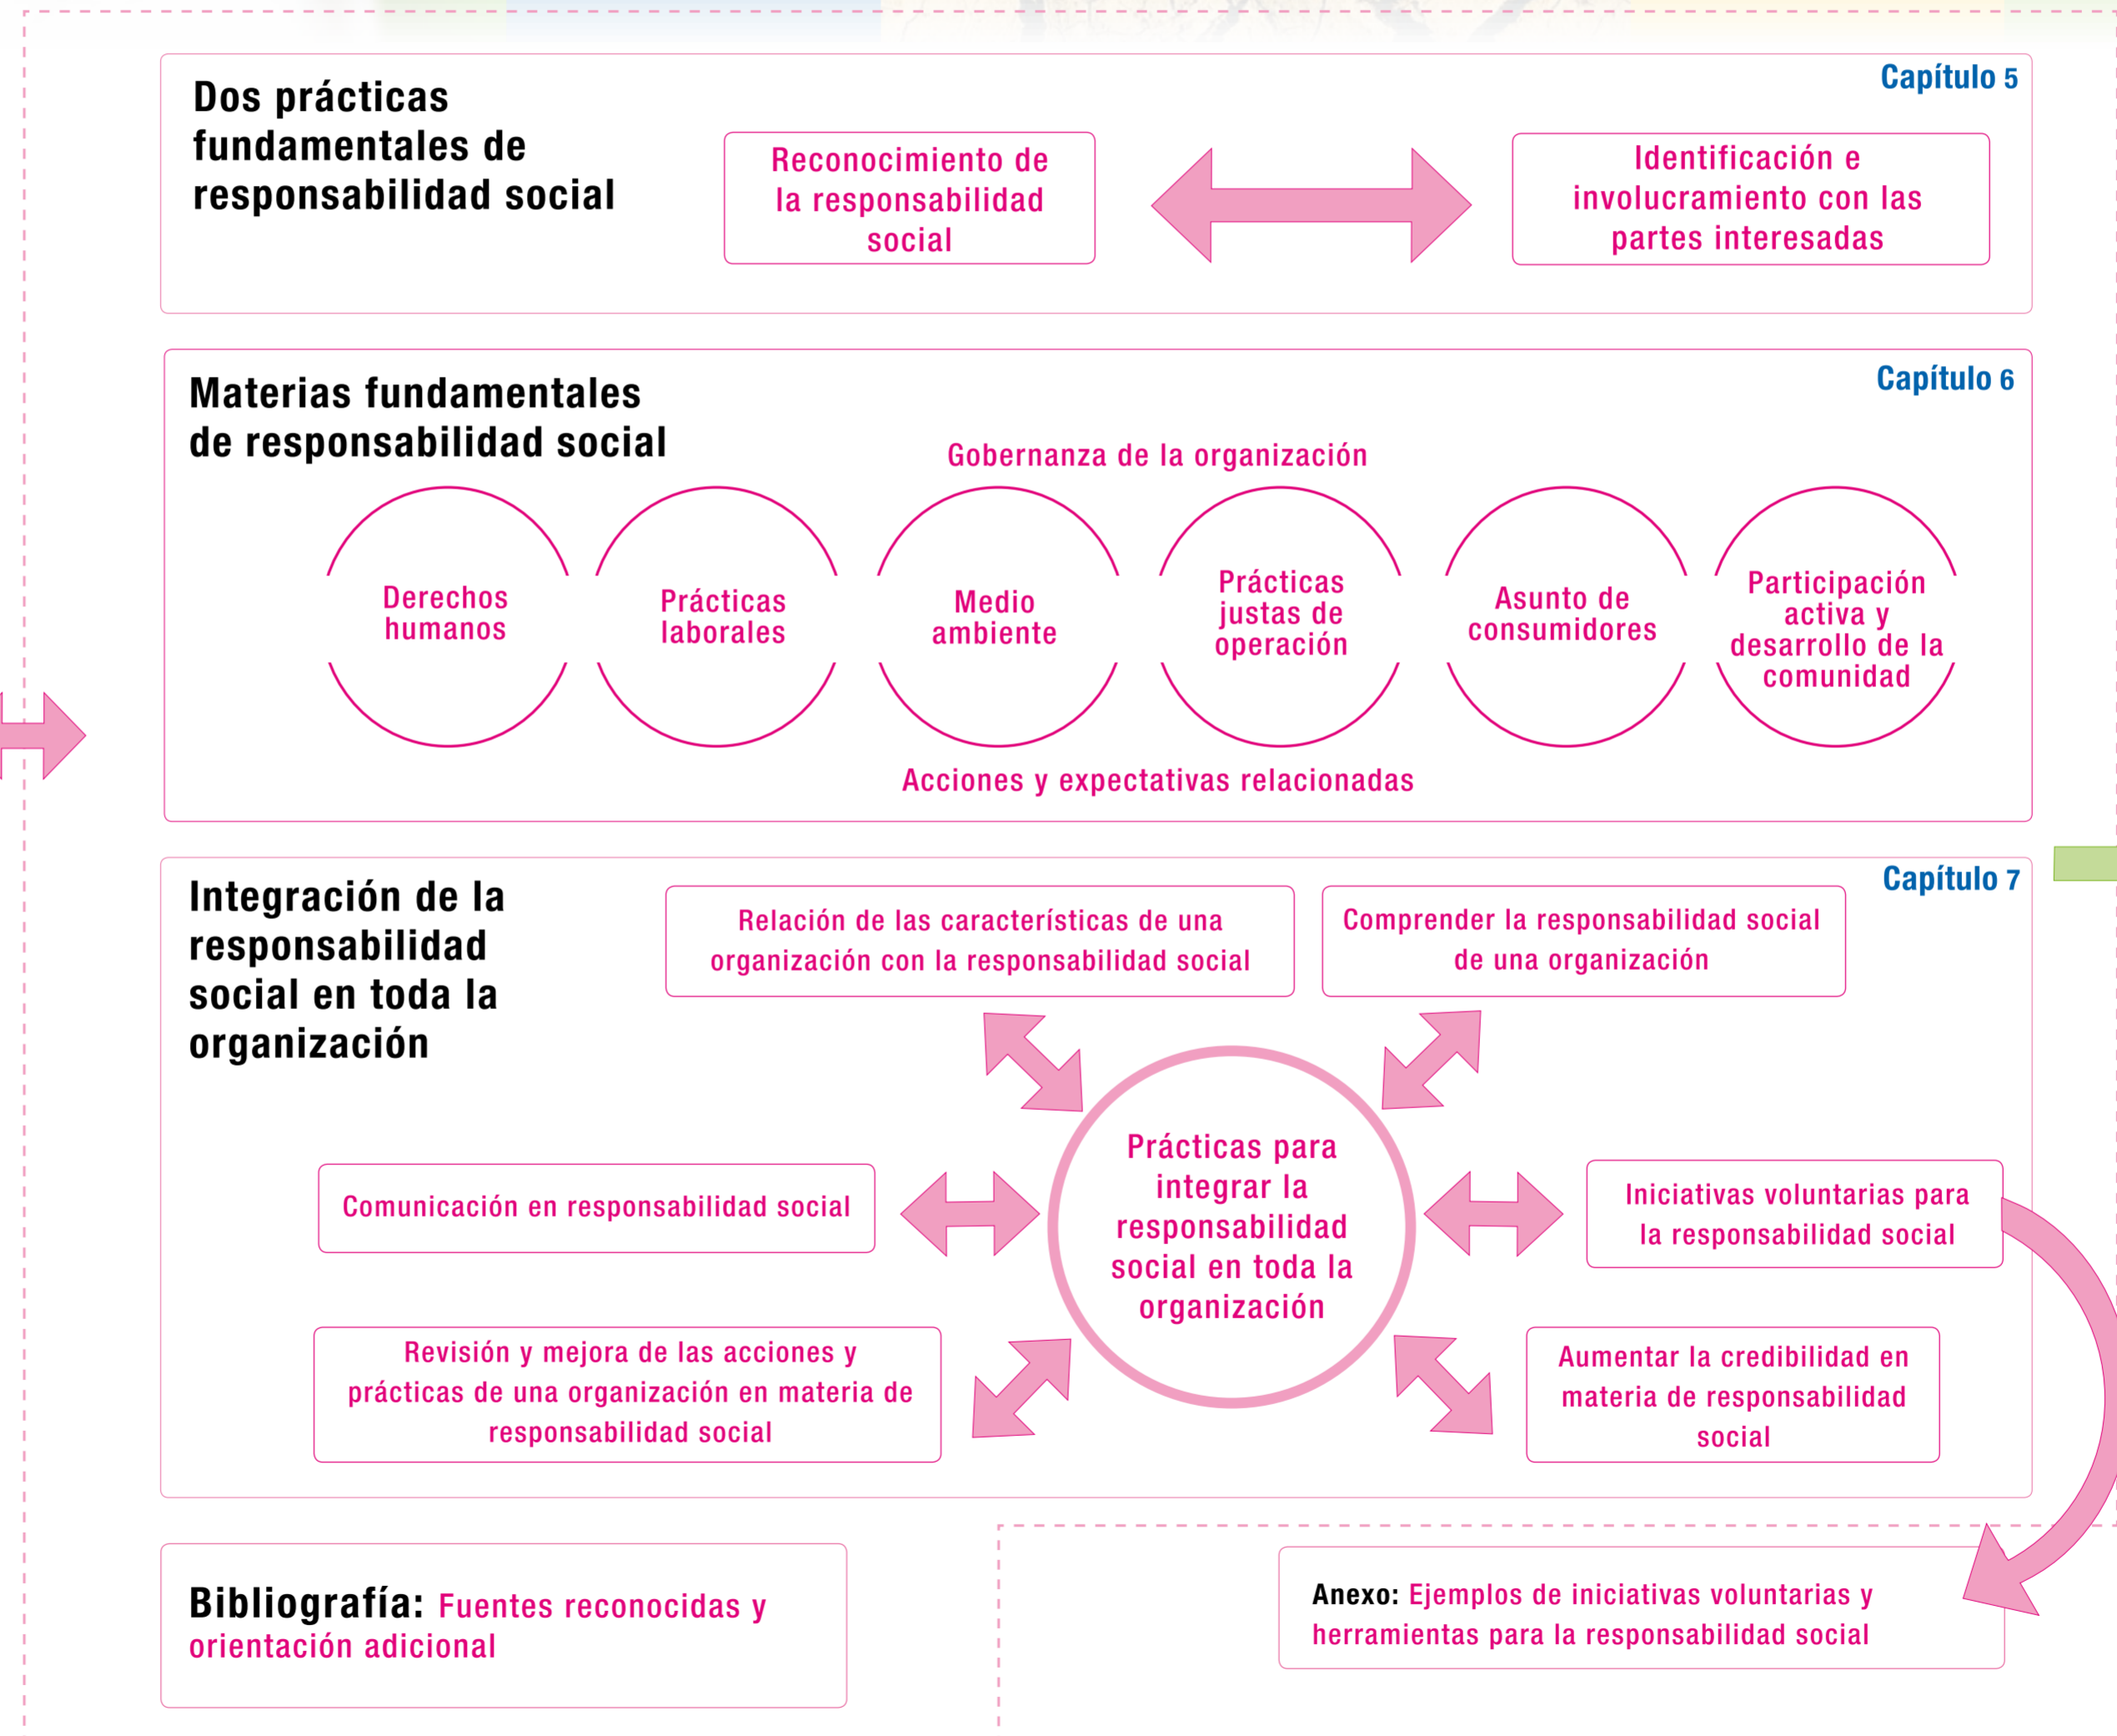 Capítulo 5
Dos prácticas
fundamentales de
responsabilidad social
Reconocimiento de
la responsabilidad
social
Identificación e
involucramiento con las
partes interesadas
Capítulo 6
Materias fundamentales
de responsabilidad social
Gobernanza de la organización
Derechos
humanos
Prácticas
laborales
Medio
ambiente
Prácticas
justas de
operación
Asunto de
consumidores
Participación
activa y
desarrollo de la
comunidad
Acciones y expectativas relacionadas
Capítulo 7
Integración de la
responsabilidad
social en toda la
organización
Relación de las características de una
organización con la responsabilidad social
Comprender la responsabilidad social
de una organización
Prácticas para
integrar la
responsabilidad
social en toda la
organización
Comunicación en responsabilidad social
Iniciativas voluntarias para
la responsabilidad social
Revisión y mejora de las acciones y
prácticas de una organización en materia de
responsabilidad social
Aumentar la credibilidad en
materia de responsabilidad
social
Bibliografía: Fuentes reconocidas y
orientación adicional
Anexo: Ejemplos de iniciativas voluntarias y
herramientas para la responsabilidad social